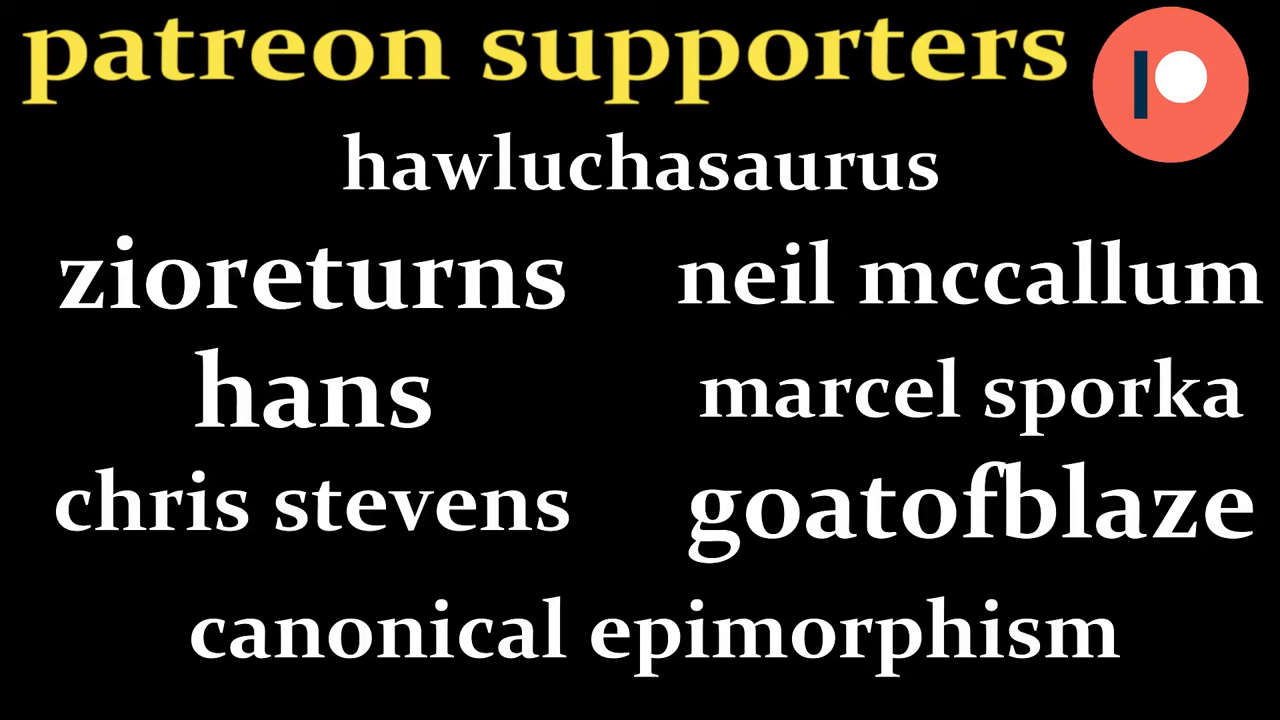 patreon supporters
hawluchasaurus
zioreturns
neil mccallum
hans
marcel sporka
chris stevens
goatofblaze
canonical epimorphism